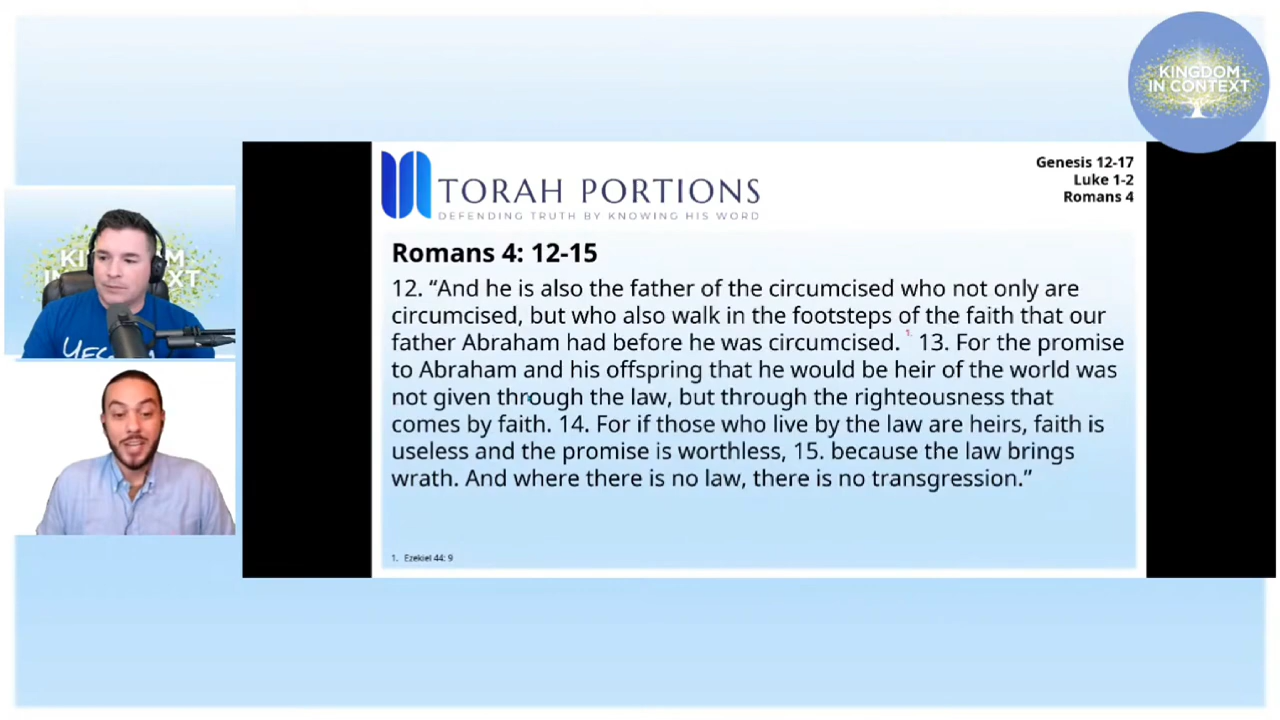 KINGDOM
IN CONTEXT
TORAH PORTIONS
DEFENDING TRUTH BY KNOWING HIS WORD
Genesis 12-17
Luke 1-2
Romans 4
Romans 4: 12-15
12. “And he is also the father of the circumcised who not only are
circumcised, but who also walk in the footsteps of the faith that our
father Abraham had before he was circumcised. 1. 13. For the promise
to Abraham and his offspring that he would be heir of the world was
not given through the law, but through the righteousness that
comes by faith. 14. For if those who live by the law are heirs, faith is
useless and the promise is worthless, 15. because the law brings
wrath. And where there is no law, there is no transgression.”
1. Ezekiel 44: 9